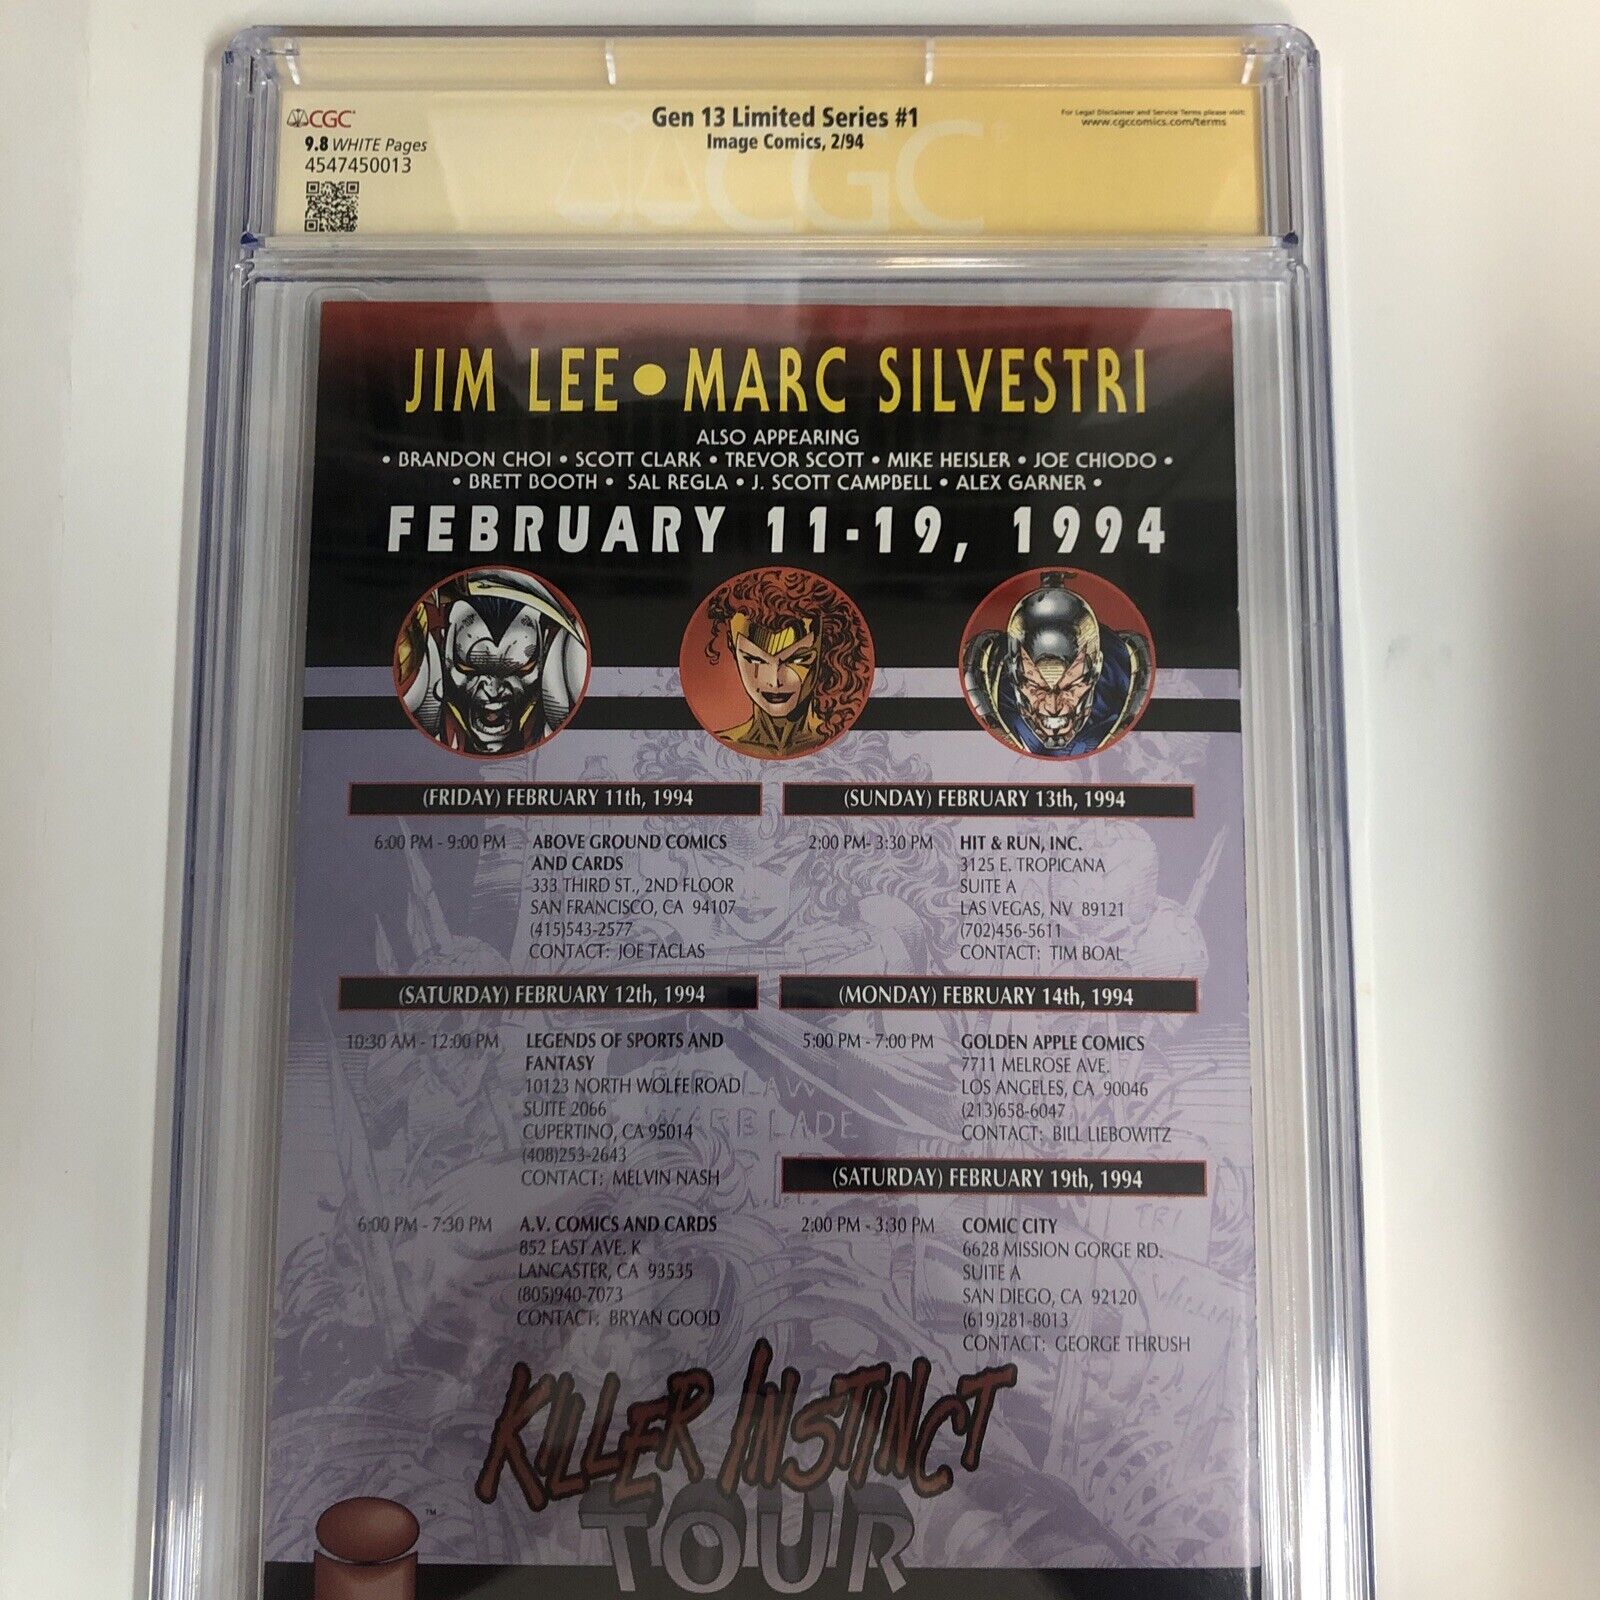 CGC
9.8 WHITE Pages
4547450013
Gen 13 Limited Series #1
Image Comics, 2/94
For Legal Disclaimer and Service Terms please visit:
www.cgccomics.com/terms
CGC
JIM LEE • MARC SILVESTRI
ALSO APPEARING
• BRANDON CHOI • SCOTT CLARK • TREVOR SCOTT • MIKE HEISLER • JOE CHIODO •
• BRETT BOOTH • SAL REGLA • J. SCOTT CAMPBELL • ALEX GARNER •
FEBRUARY 11-19, 1994
(FRIDAY) FEBRUARY 11th, 1994
6:00 PM - 9:00 PM
ABOVE GROUND COMICS
AND CARDS
333 THIRD ST., 2ND FLOOR
SAN FRANCISCO, CA 94107
(415)543-2577
CONTACT: JOE TACLAS
(SATURDAY) FEBRUARY 12th, 1994
10:30 AM - 12:00 PM
LEGENDS OF SPORTS AND
FANTASY
10123 NORTH WOLFE ROAD
SUITE 2066
CUPERTINO, CA 95014
(408)253-2643
CONTACT: MELVIN NASH
6:00 PM - 7:30 PM
A.V. COMICS AND CARDS
852 EAST AVE. K
LANCASTER, CA 93535
(805)940-7073
CONTACT: BRYAN GOOD
(SUNDAY) FEBRUARY 13th, 1994
2:00 PM- 3:30 PM
HIT & RUN, INC.
3125 E. TROPICANA
SUITE A
LAS VEGAS, NV 89121
(702)456-5611
CONTACT: TIM BOAL
(MONDAY) FEBRUARY 14th, 1994
5:00 PM - 7:00 PM
GOLDEN APPLE COMICS
7711 MELROSE AVE.
LOS ANGELES, CA 90046
(213)658-6047
CONTACT: BILL LIEBOWITZ
(SATURDAY) FEBRUARY 19th, 1994
2:00 PM - 3:30 PM
COMIC CITY
6628 MISSION GORGE RD.
SUITE A
SAN DIEGO, CA 92120
(619)281-8013
CONTACT: GEORGE THRUSH
WARBLADE
KILLER INSTINCT
TOUR
TM